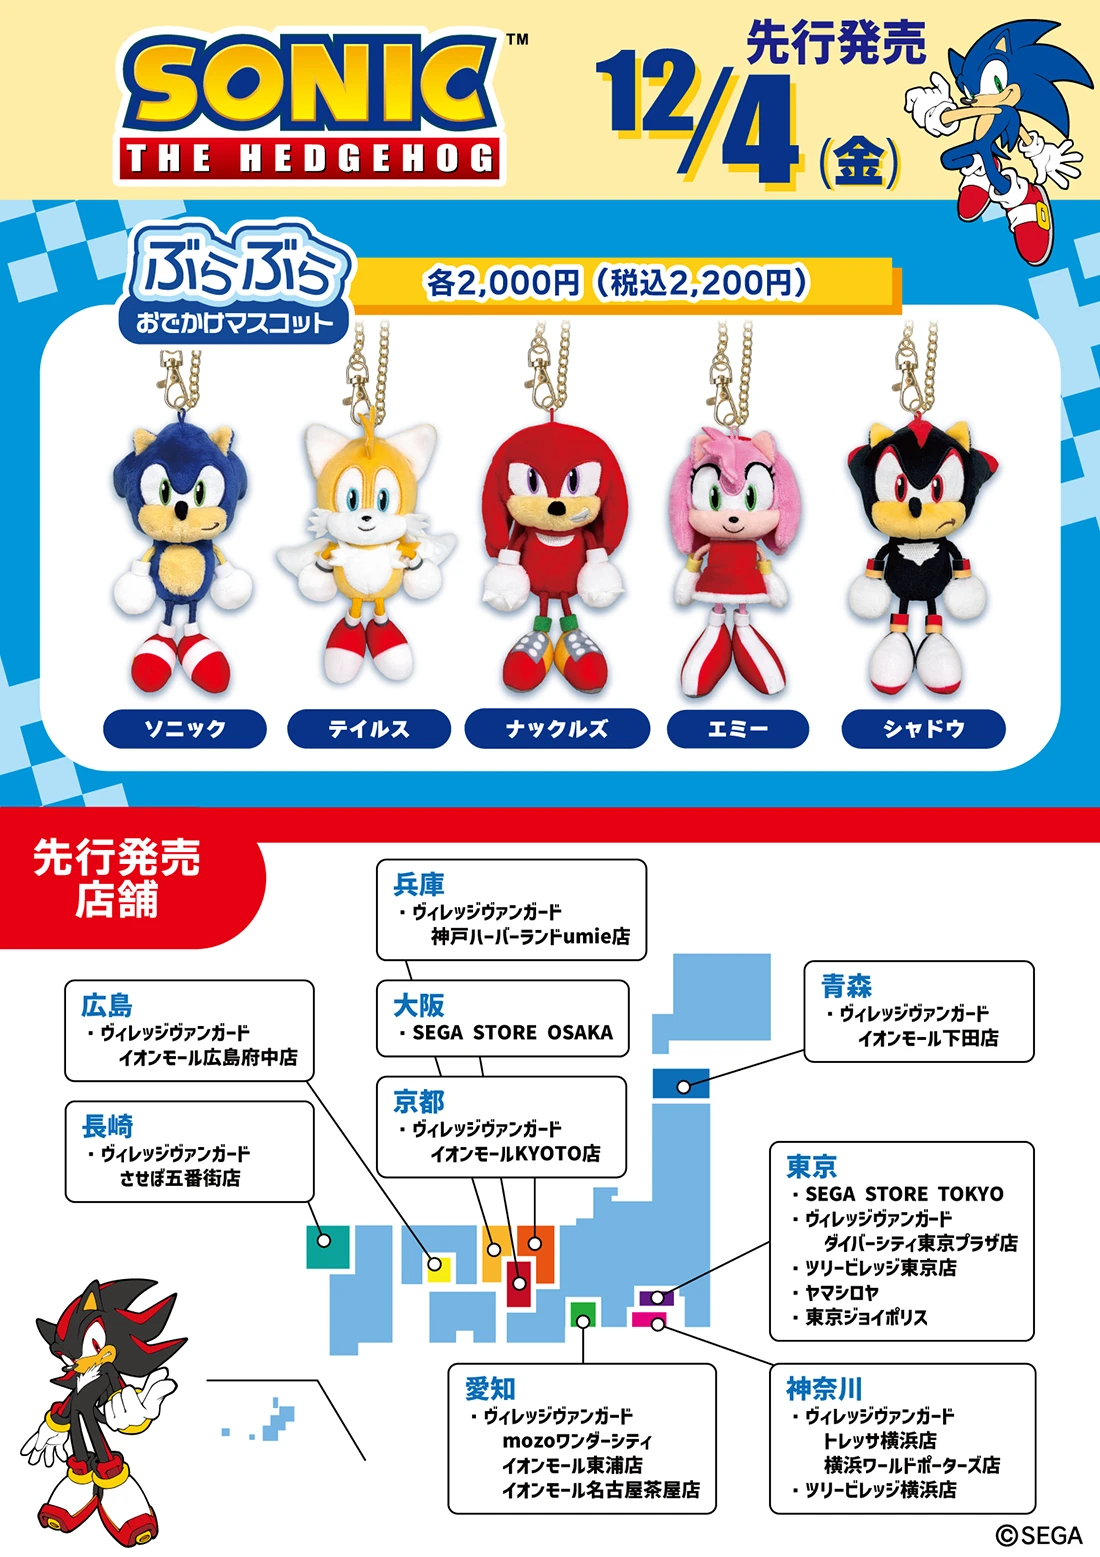 SONIC™
THE HEDGEHOG
先行発売
12/4(金)
ぶらぶら
おでかけマスコット
各2,000円（税込2,200円）
ソニック
テイルス
ナックルズ
エミー
シャドウ
先行発売
店舗
兵庫
・ヴィレッジヴァンガード
神戸ハーバーランドumie店
広島
・ヴィレッジヴァンガード
イオンモール広島府中店
大阪
・SEGA STORE OSAKA
青森
・ヴィレッジヴァンガード
イオンモール下田店
長崎
・ヴィレッジヴァンガード
させぼ五番街店
京都
・ヴィレッジヴァンガード
イオンモールKYOTO店
東京
・SEGA STORE TOKYO
・ヴィレッジヴァンガード
ダイバーシティ東京プラザ店
・ツリービレッジ東京店
・ヤマシロヤ
・東京ジョイポリス
愛知
・ヴィレッジヴァンガード
mozoワンダーシティ
イオンモール東浦店
イオンモール名古屋茶屋店
神奈川
・ヴィレッジヴァンガード
トレッサ横浜店
横浜ワールドポーターズ店
・ツリービレッジ横浜店
©SEGA